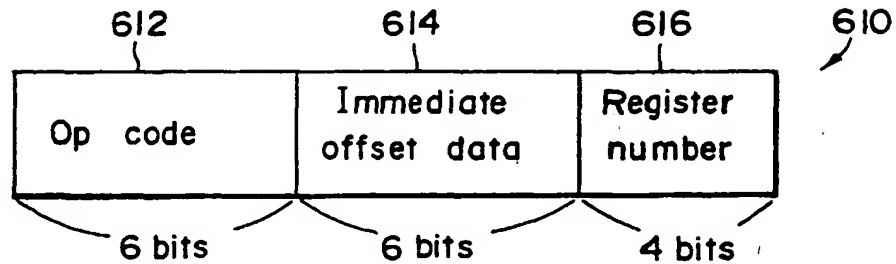 612 614 616 610
Op code
Immediate
offset data
Register
number
6 bits 6 bits 4 bits